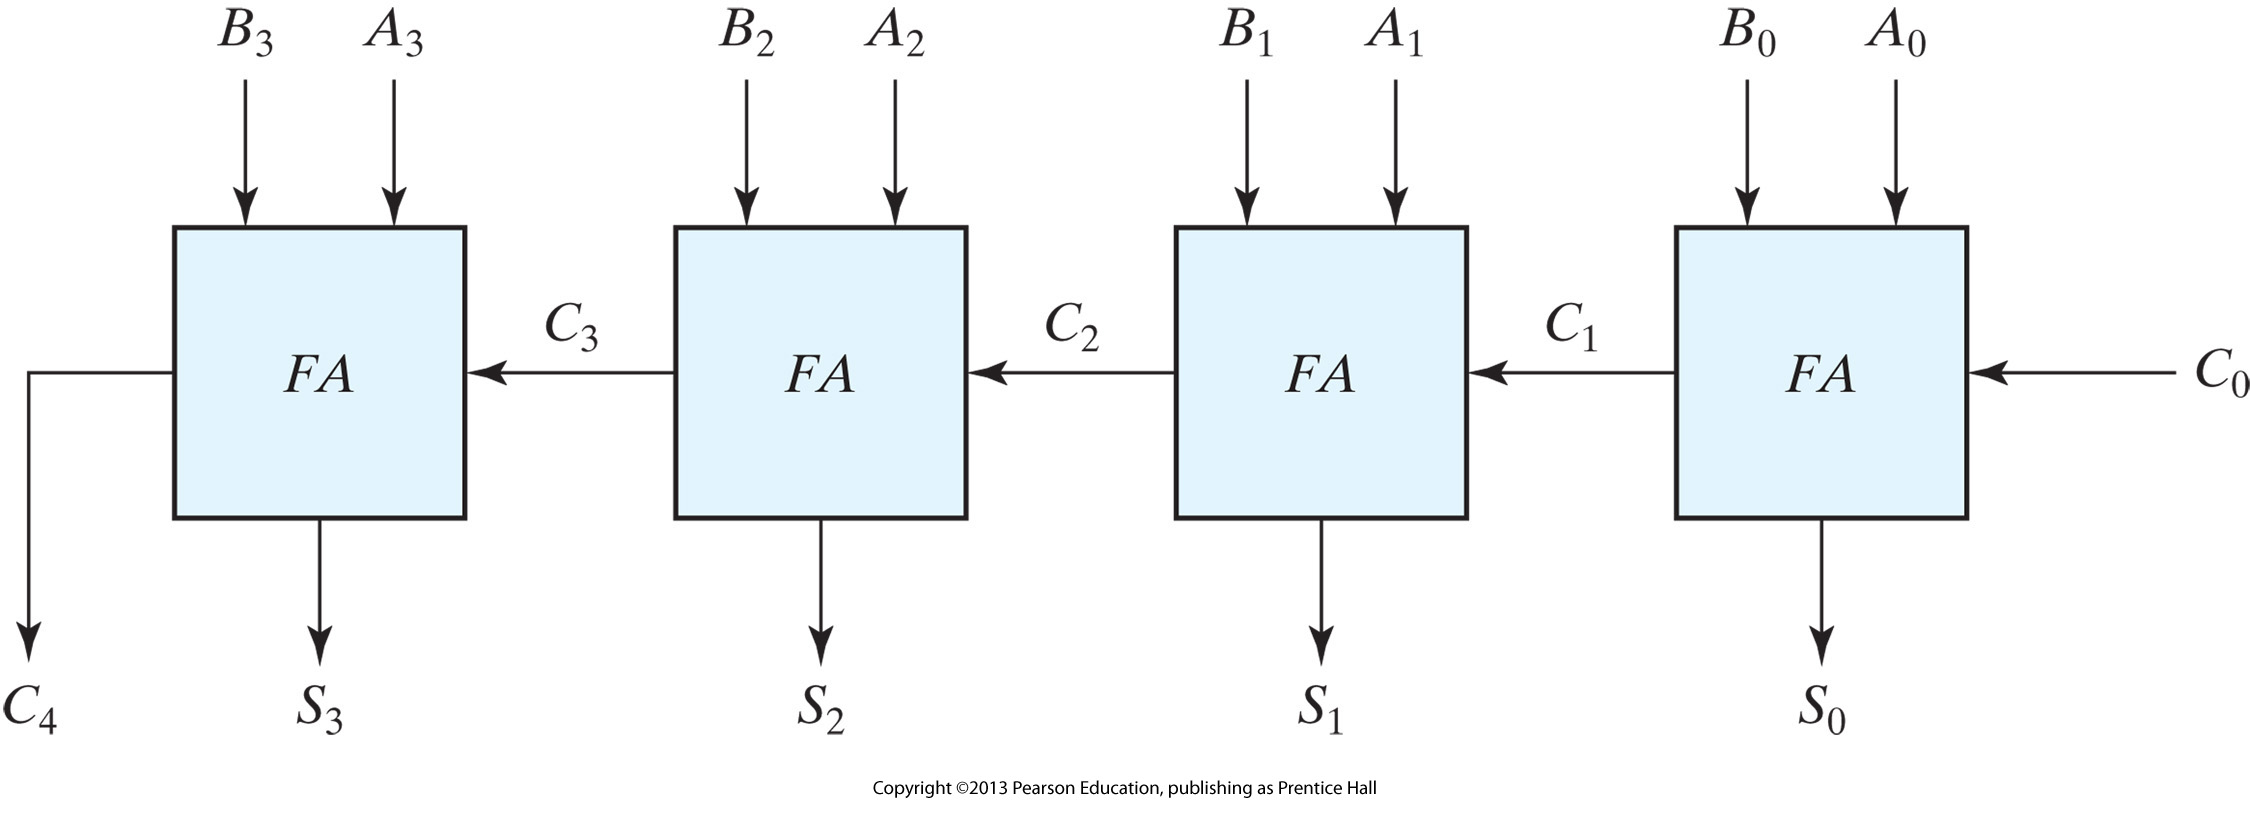 B₃ A₃ B₂ A₂ B₁ A₁ B₀ A₀
C₃ C₂ C₁
FA FA FA FA C₀
C₄ S₃ S₂ S₁ S₀
Copyright ©2013 Pearson Education, publishing as Prentice Hall